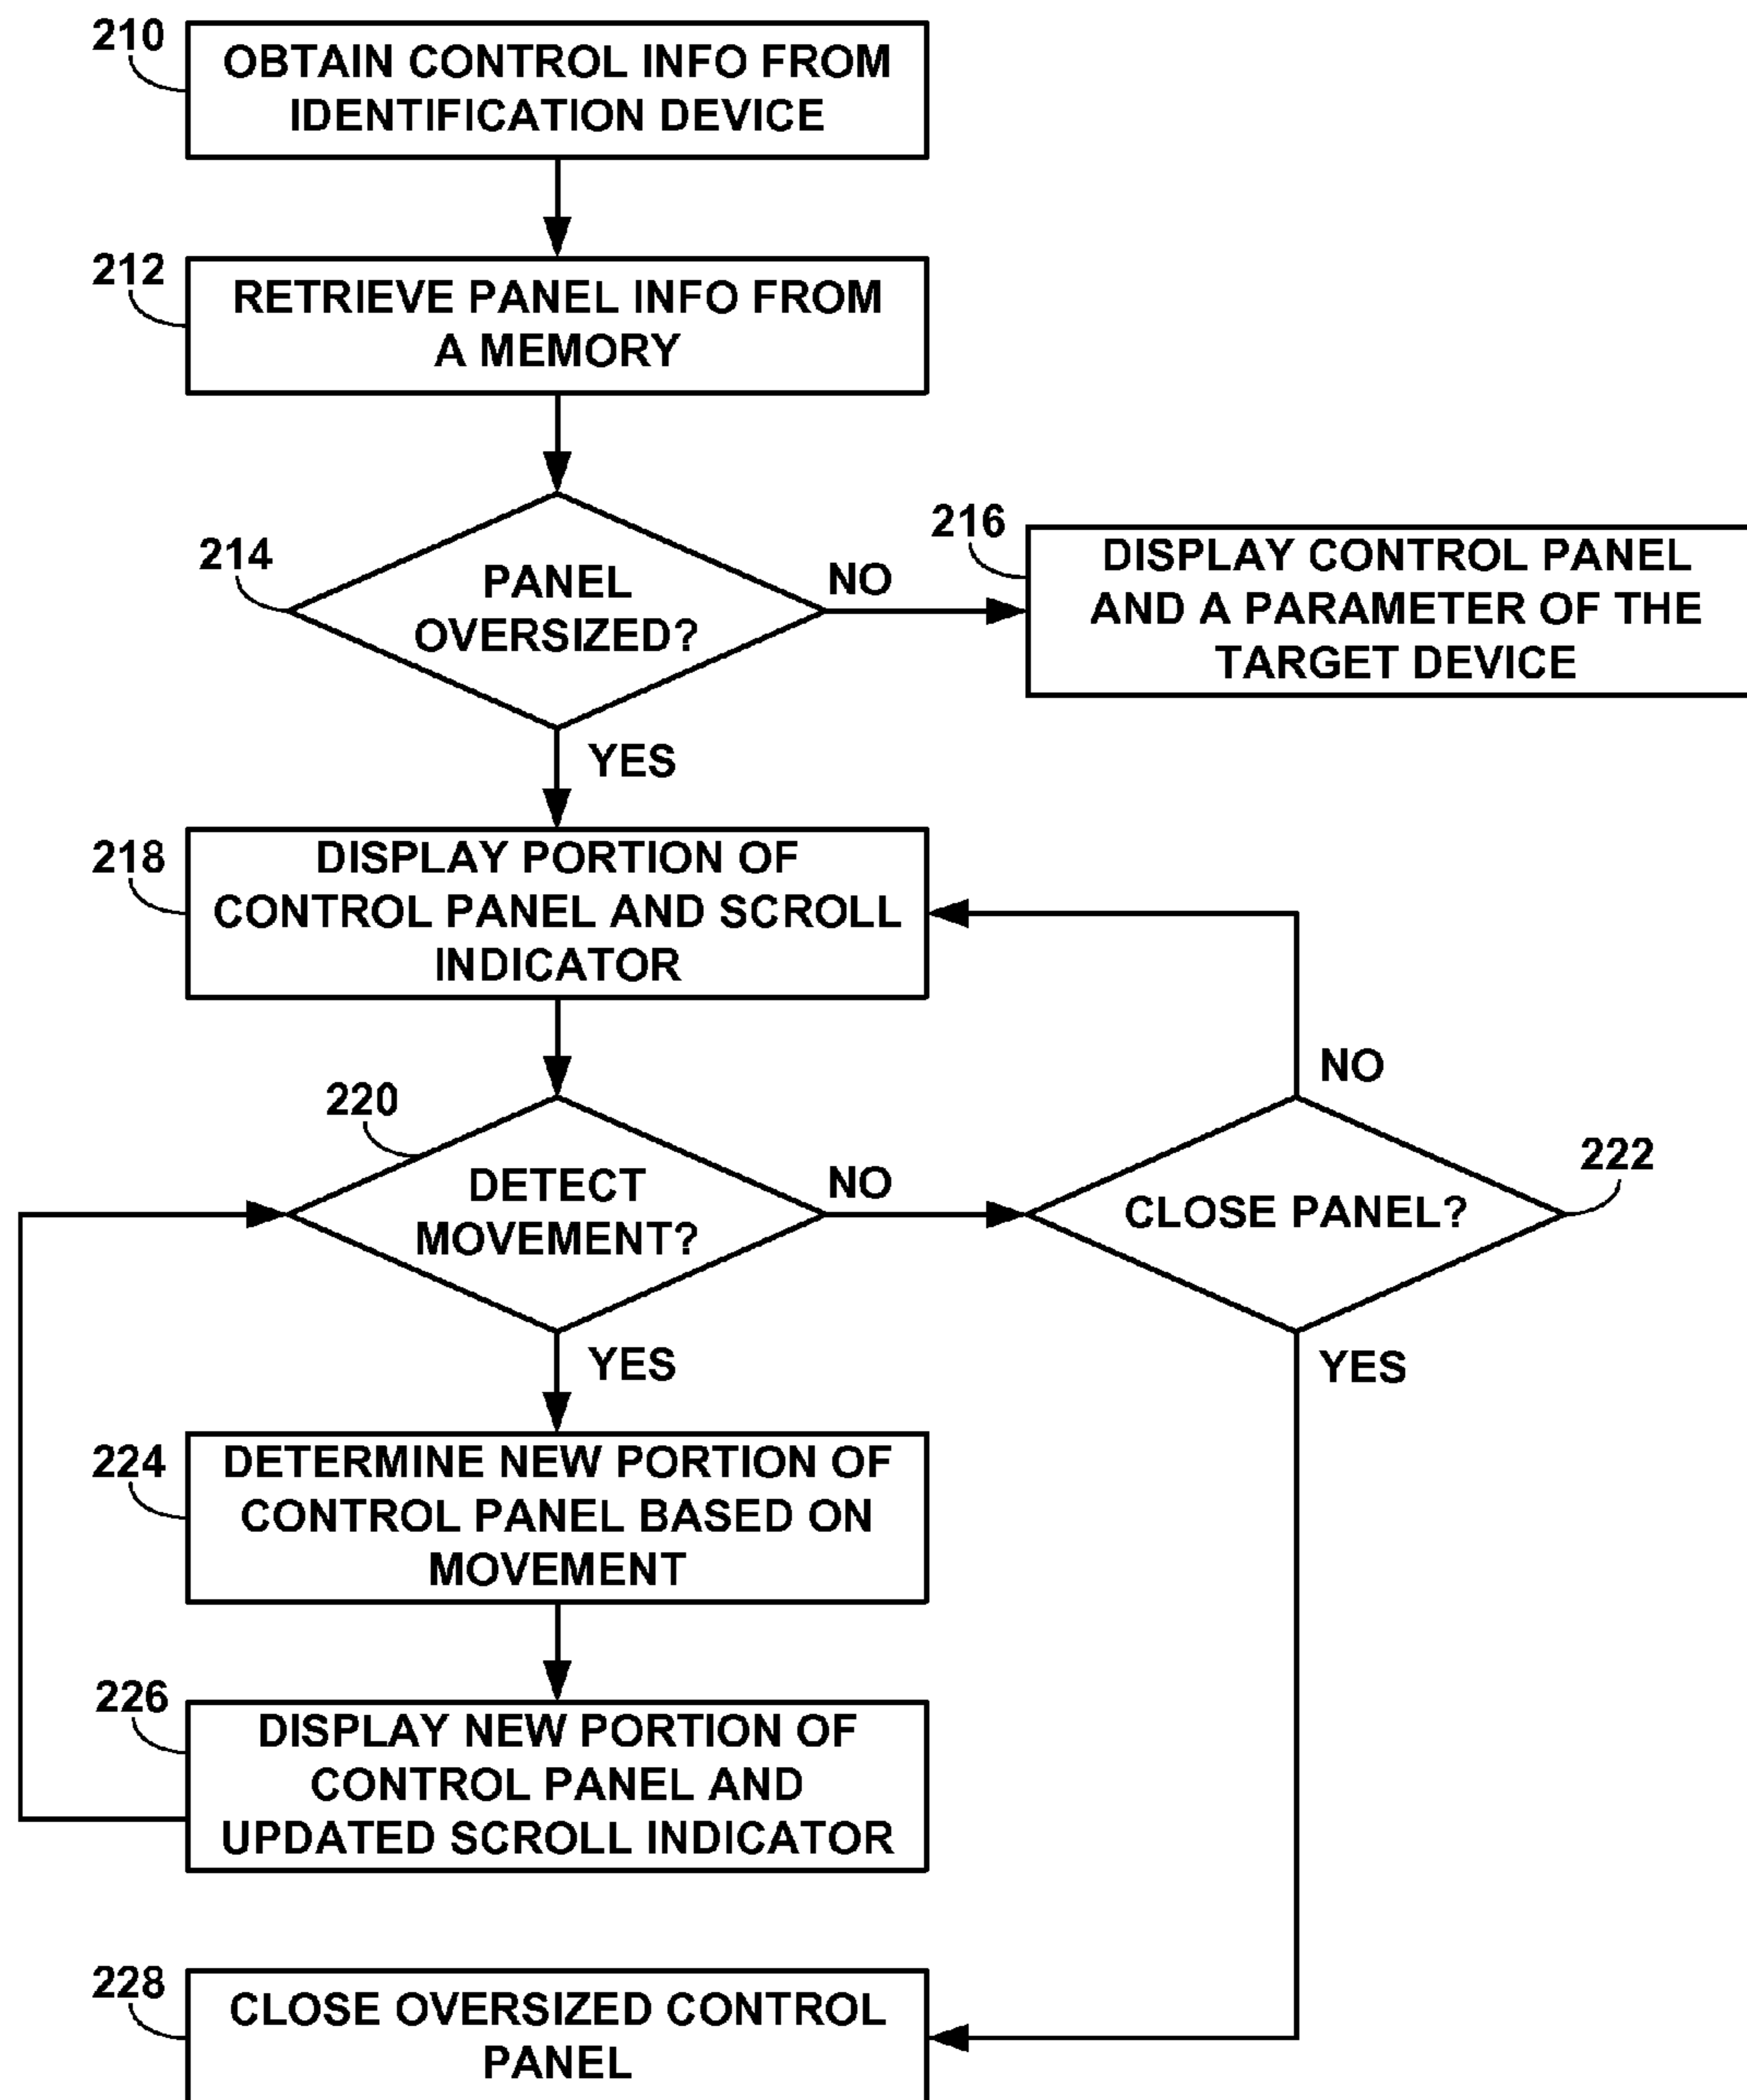 210
OBTAIN CONTROL INFO FROM
IDENTIFICATION DEVICE
212
RETRIEVE PANEL INFO FROM
A MEMORY
214
PANEL
OVERSIZED?
NO
216
DISPLAY CONTROL PANEL
AND A PARAMETER OF THE
TARGET DEVICE
YES
218
DISPLAY PORTION OF
CONTROL PANEL AND SCROLL
INDICATOR
220
DETECT
MOVEMENT?
NO
222
CLOSE PANEL?
NO
YES
YES
224
DETERMINE NEW PORTION OF
CONTROL PANEL BASED ON
MOVEMENT
226
DISPLAY NEW PORTION OF
CONTROL PANEL AND
UPDATED SCROLL INDICATOR
228
CLOSE OVERSIZED CONTROL
PANEL